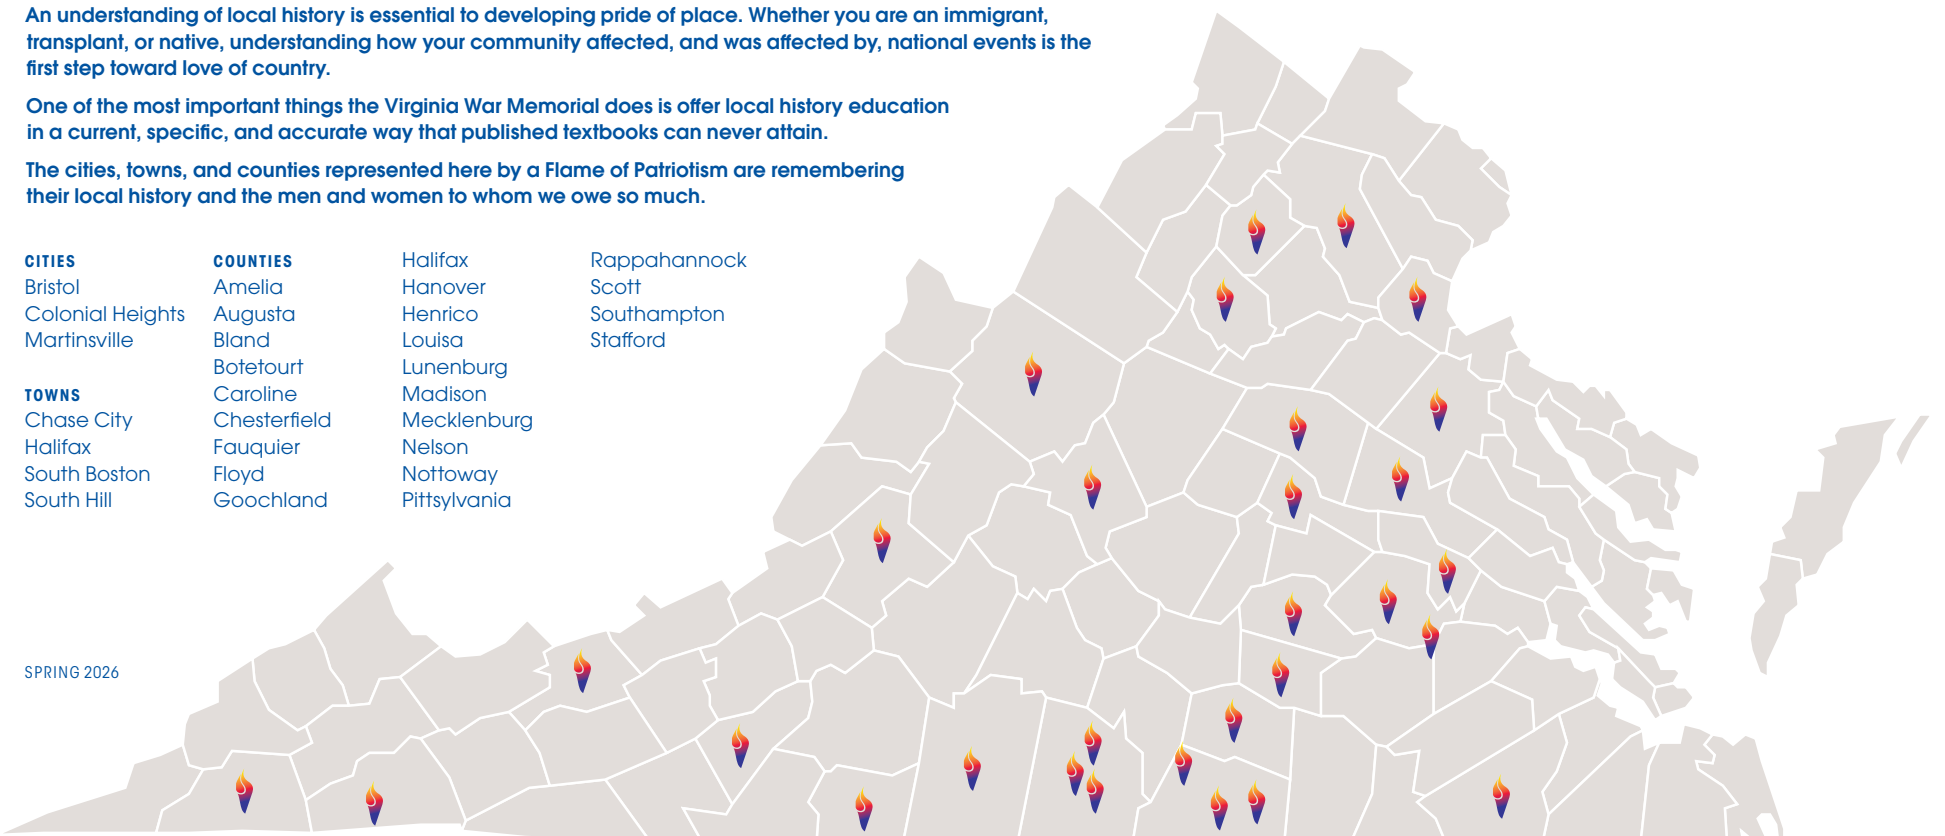 An understanding of local history is essential to developing pride of place. Whether you are an immigrant,
transplant, or native, understanding how your community affected, and was affected by, national events is the
first step toward love of country.
One of the most important things the Virginia War Memorial does is offer local history education
in a current, specific, and accurate way that published textbooks can never attain.
The cities, towns, and counties represented here by a Flame of Patriotism are remembering
their local history and the men and women to whom we owe so much.
CITIES
Bristol
Colonial Heights
Martinsville
TOWNS
Chase City
Halifax
South Boston
South Hill
COUNTIES
Amelia
Augusta
Bland
Botetourt
Caroline
Chesterfield
Fauquier
Floyd
Goochland
Halifax
Hanover
Henrico
Louisa
Lunenburg
Madison
Mecklenburg
Nelson
Nottoway
Pittsylvania
Rappahannock
Scott
Southampton
Stafford
SPRING 2026